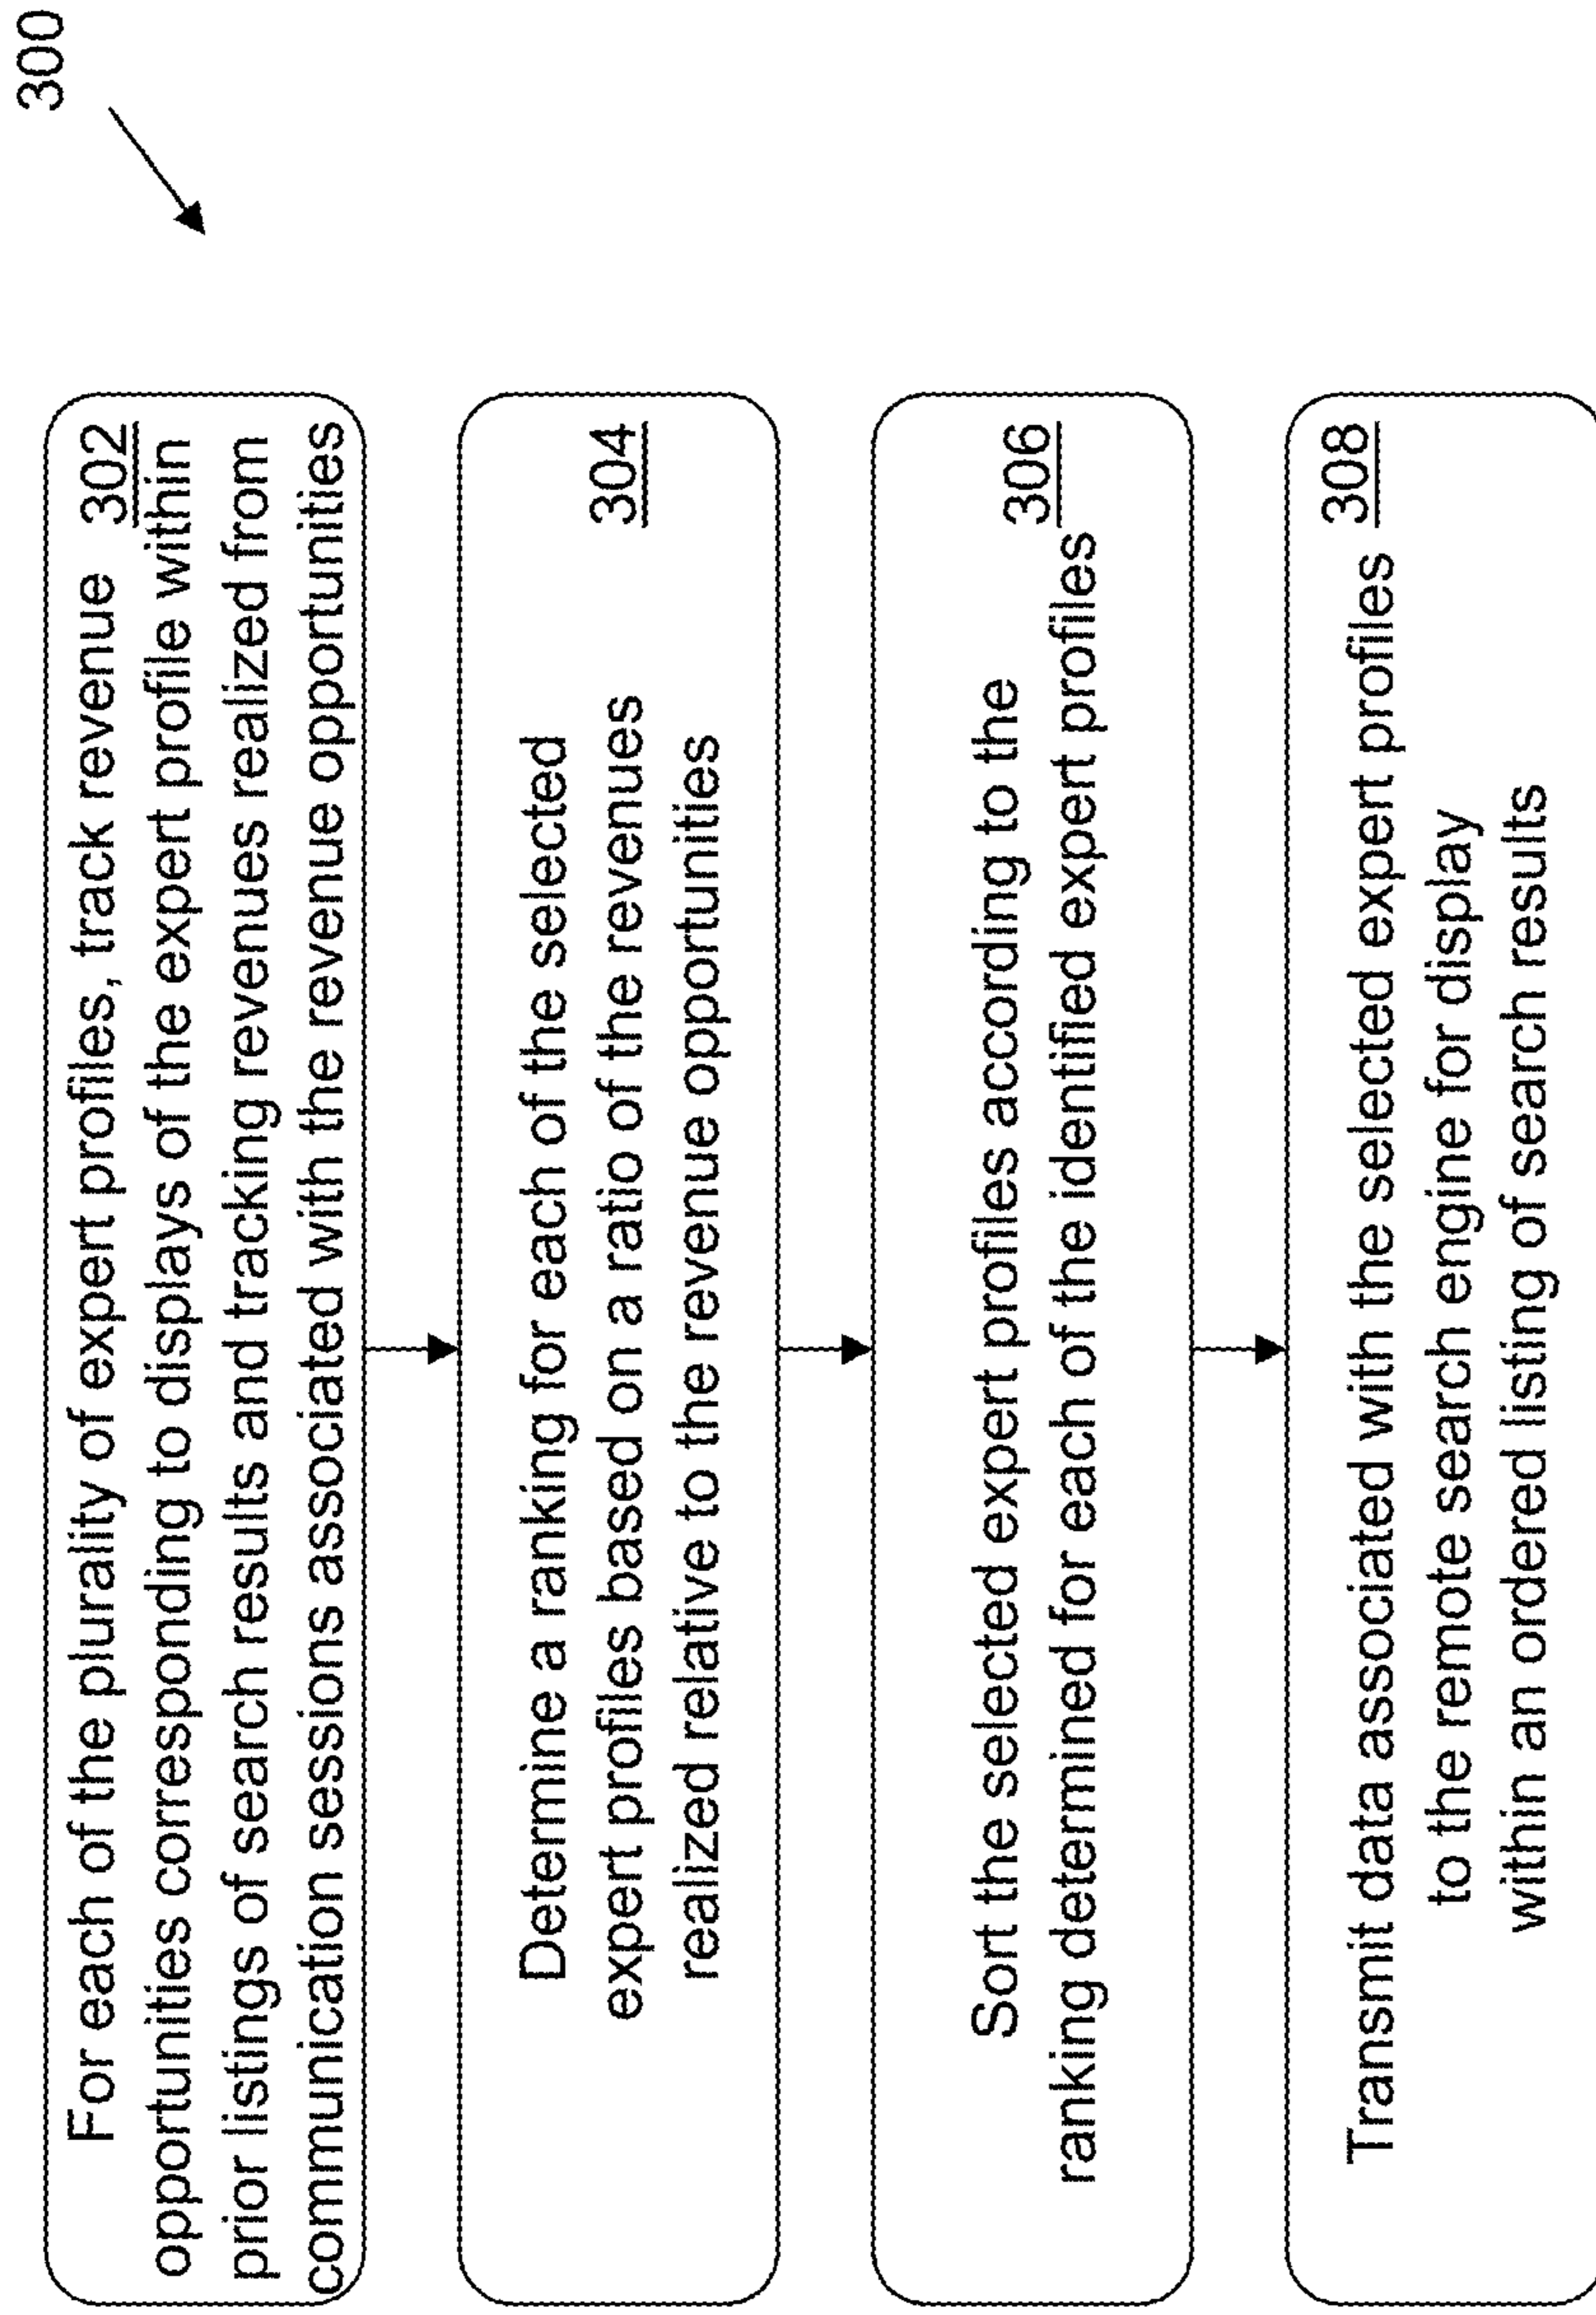 300
For each of the plurality of expert profiles, track revenue 302
opportunities corresponding to displays of the expert profile within
prior listings of search results and tracking revenues realized from
communication sessions associated with the revenue opportunities
304
Determine a ranking for each of the selected
expert profiles based on a ratio of the revenues
realized relative to the revenue opportunities
306
Sort the selected expert profiles according to the
ranking determined for each of the identified expert profiles
308
Transmit data associated with the selected expert profiles
to the remote search engine for display
within an ordered listing of search results